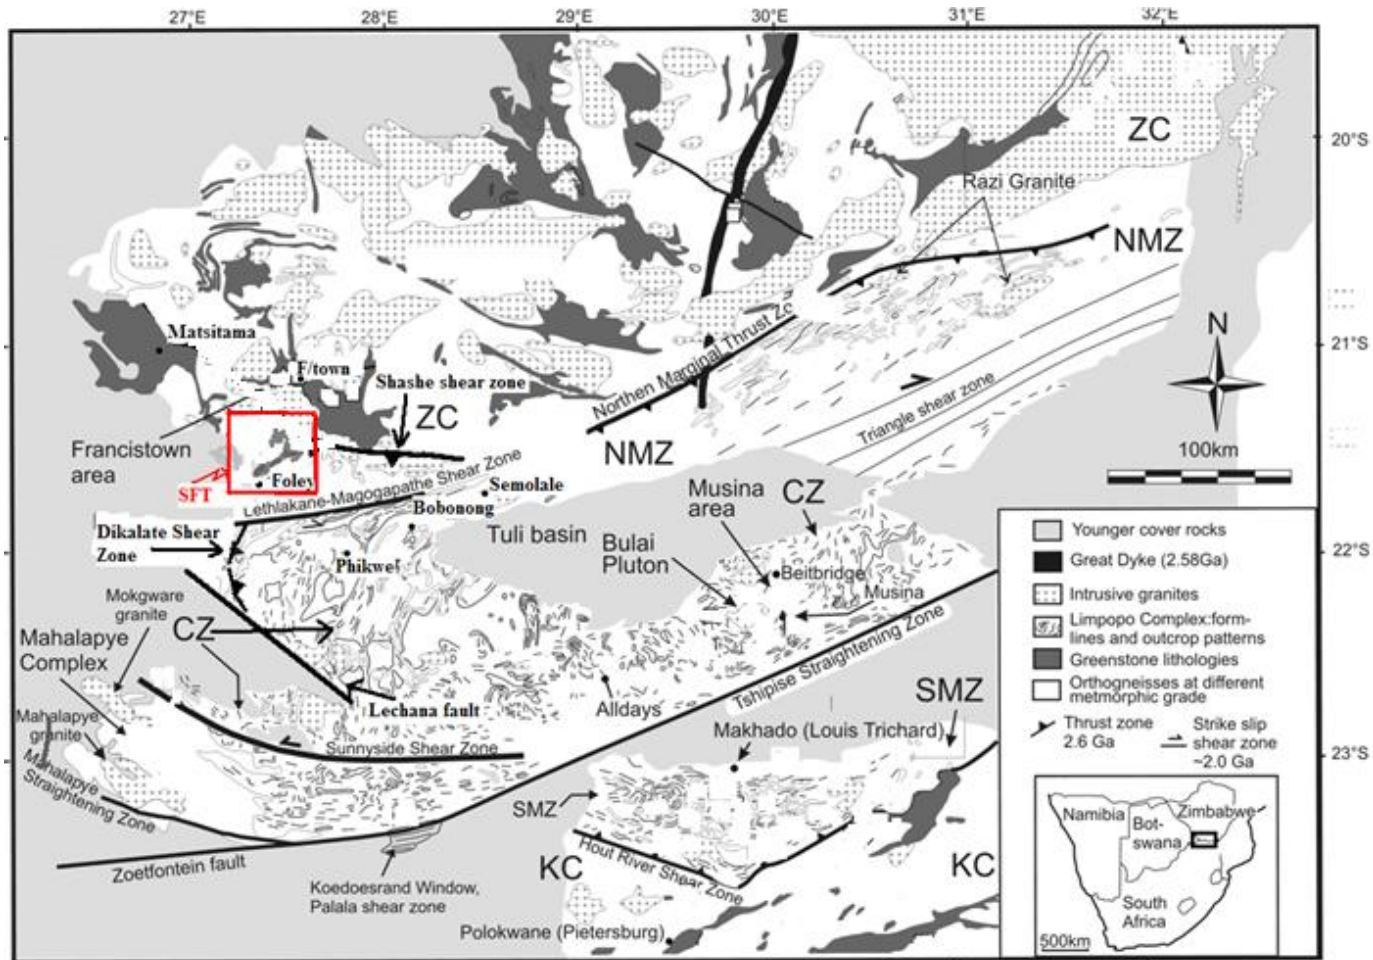 27°E 28°E 29°E 30°E 31°E 32°E
ZC
20°S
Razi Granite
NMZ
Matsitama
21°S
N
F/town
Shashe shear zone
Northen Marginal Thrust Zc
ZC
Triangle shear zone
100km
Francistown
area
NMZ
SFT
Foley
Lethlakane-Magogapathe Shear Zone
Semolale
Musina
area
CZ
Bobonong
Dikalate Shear
Zone
Tuli basin
Bulai
Pluton
Phikwe
22°S
Beitbridge
Mokgware
granite
Musina
CZ
Mahalapye
Complex
Tshipise Straightening Zone
SMZ
Lechana fault
Alldays
Mahalapye
granite
Makhado (Louis Trichard)
Sunnyside Shear Zone
23°S
Mahalapye
Straightening Zone
SMZ
Zoetfontein fault
KC
Hout River Shear Zone
KC
Koedoesrand Window,
Palala shear zone
Polokwane (Pietersburg)
Younger cover rocks
Great Dyke (2.58Ga)
Intrusive granites
Limpopo Complex:form-
lines and outcrop patterns
Greenstone lithologies
Orthogneisses at different
metmorphic grade
Thrust zone
2.6 Ga
Strike slip
shear zone
~2.0 Ga
Namibia
Zimbabwe
Bot-
swana
South
Africa
500km